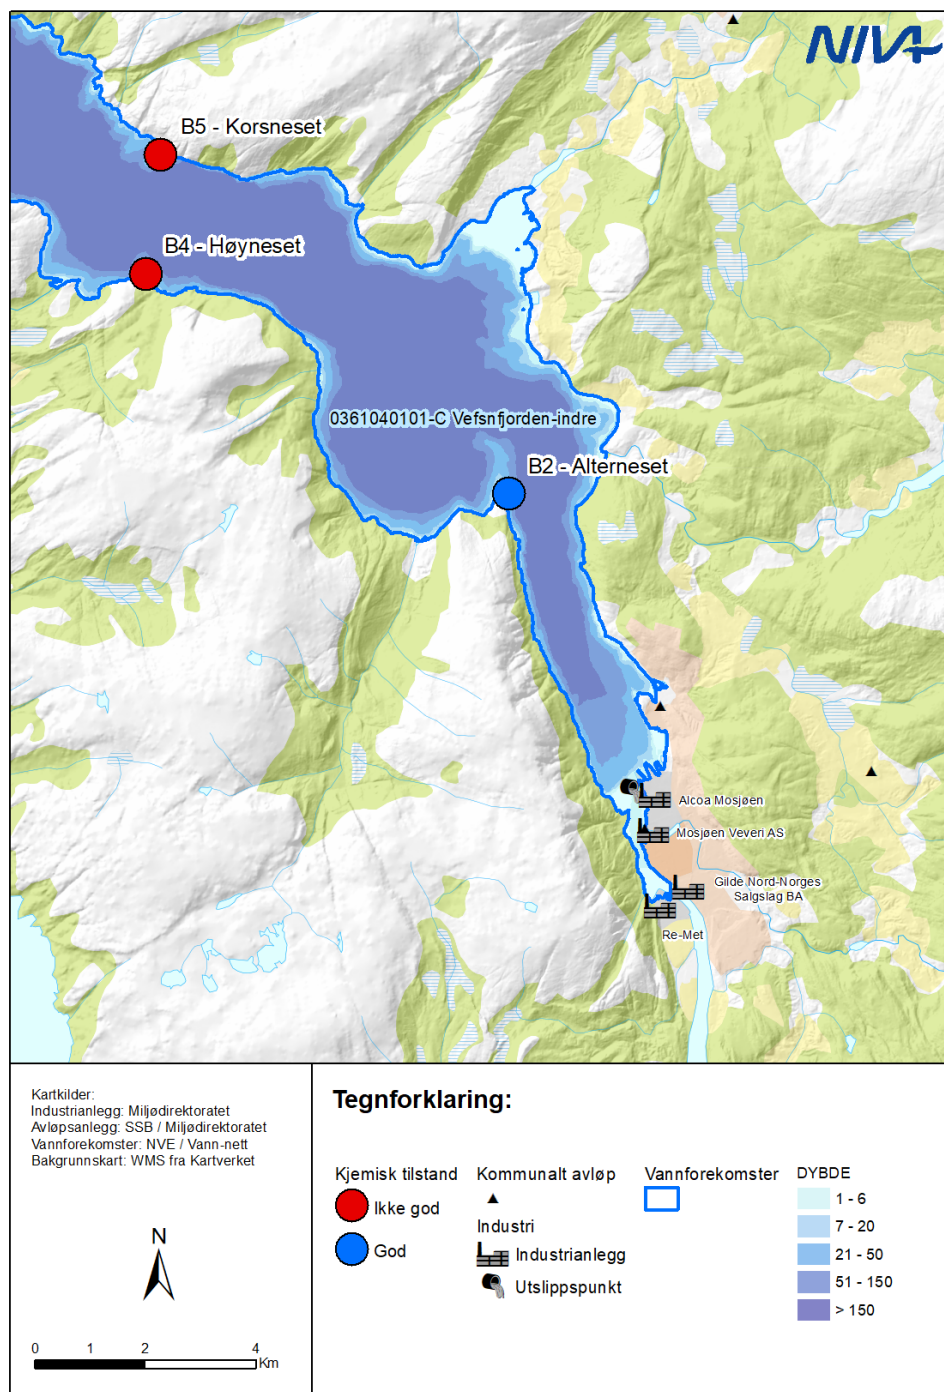 NIVA
B5 - Korsneset
B4 - Høyneset
0361040101-C Vefsnfjorden-indre
B2 - Alterneset
Alcoa Mosjøen
Mosjøen Veveri AS
Gilde Nord-Norges
Salgslag BA
Re-Met
Kartkilder:
Industrianlegg: Miljødirektoratet
Avløpsanlegg: SSB / Miljødirektoratet
Vannforekomster: NVE / Vann-nett
Bakgrunnskart: WMS fra Kartverket
N
0 1 2 4
Km
Tegnforklaring:
Kjemisk tilstand
Ikke god
God
Kommunalt avløp
Industri
Industrianlegg
Utslippspunkt
Vannforekomster
DYBDE
1 - 6
7 - 20
21 - 50
51 - 150
> 150